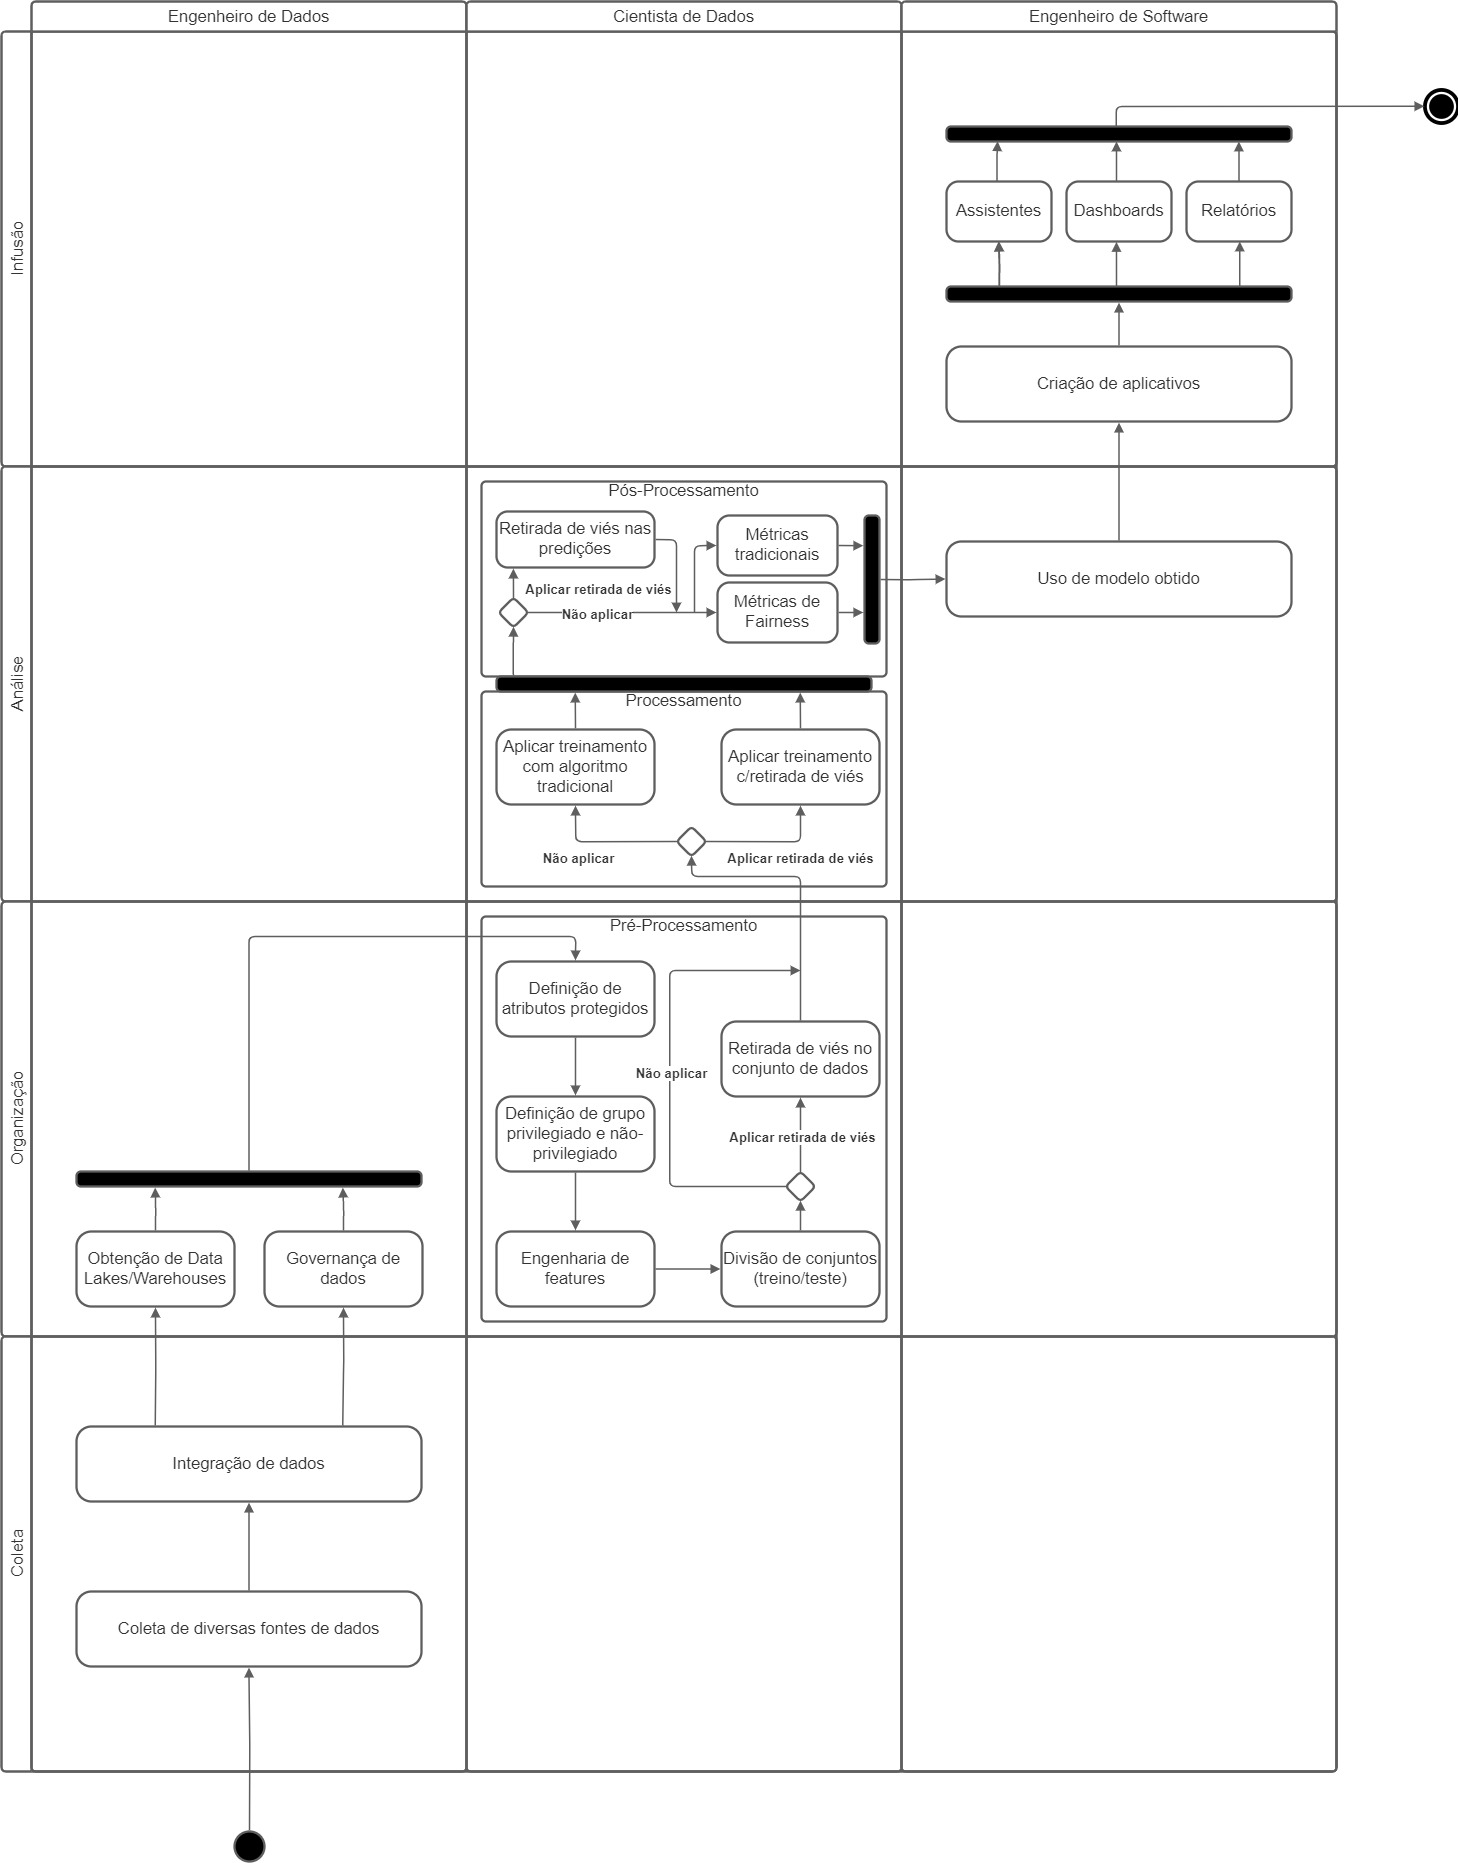 Engenheiro de Dados
Cientista de Dados
Engenheiro de Software
Infusão
Assistentes
Dashboards
Relatórios
Criação de aplicativos
Análise
Pós-Processamento
Retirada de viés nas
predições
Métricas
tradicionais
Aplicar retirada de viés
Não aplicar
Métricas de
Fairness
Uso de modelo obtido
Processamento
Aplicar treinamento
com algoritmo
tradicional
Aplicar treinamento
c/retirada de viés
Não aplicar
Aplicar retirada de viés
Organização
Pré-Processamento
Definição de
atributos protegidos
Retirada de viés no
conjunto de dados
Não aplicar
Definição de grupo
privilegiado e não-
privilegiado
Aplicar retirada de viés
Obtenção de Data
Lakes/Warehouses
Governança de
dados
Engenharia de
features
Divisão de conjuntos
(treino/teste)
Coleta
Integração de dados
Coleta de diversas fontes de dados